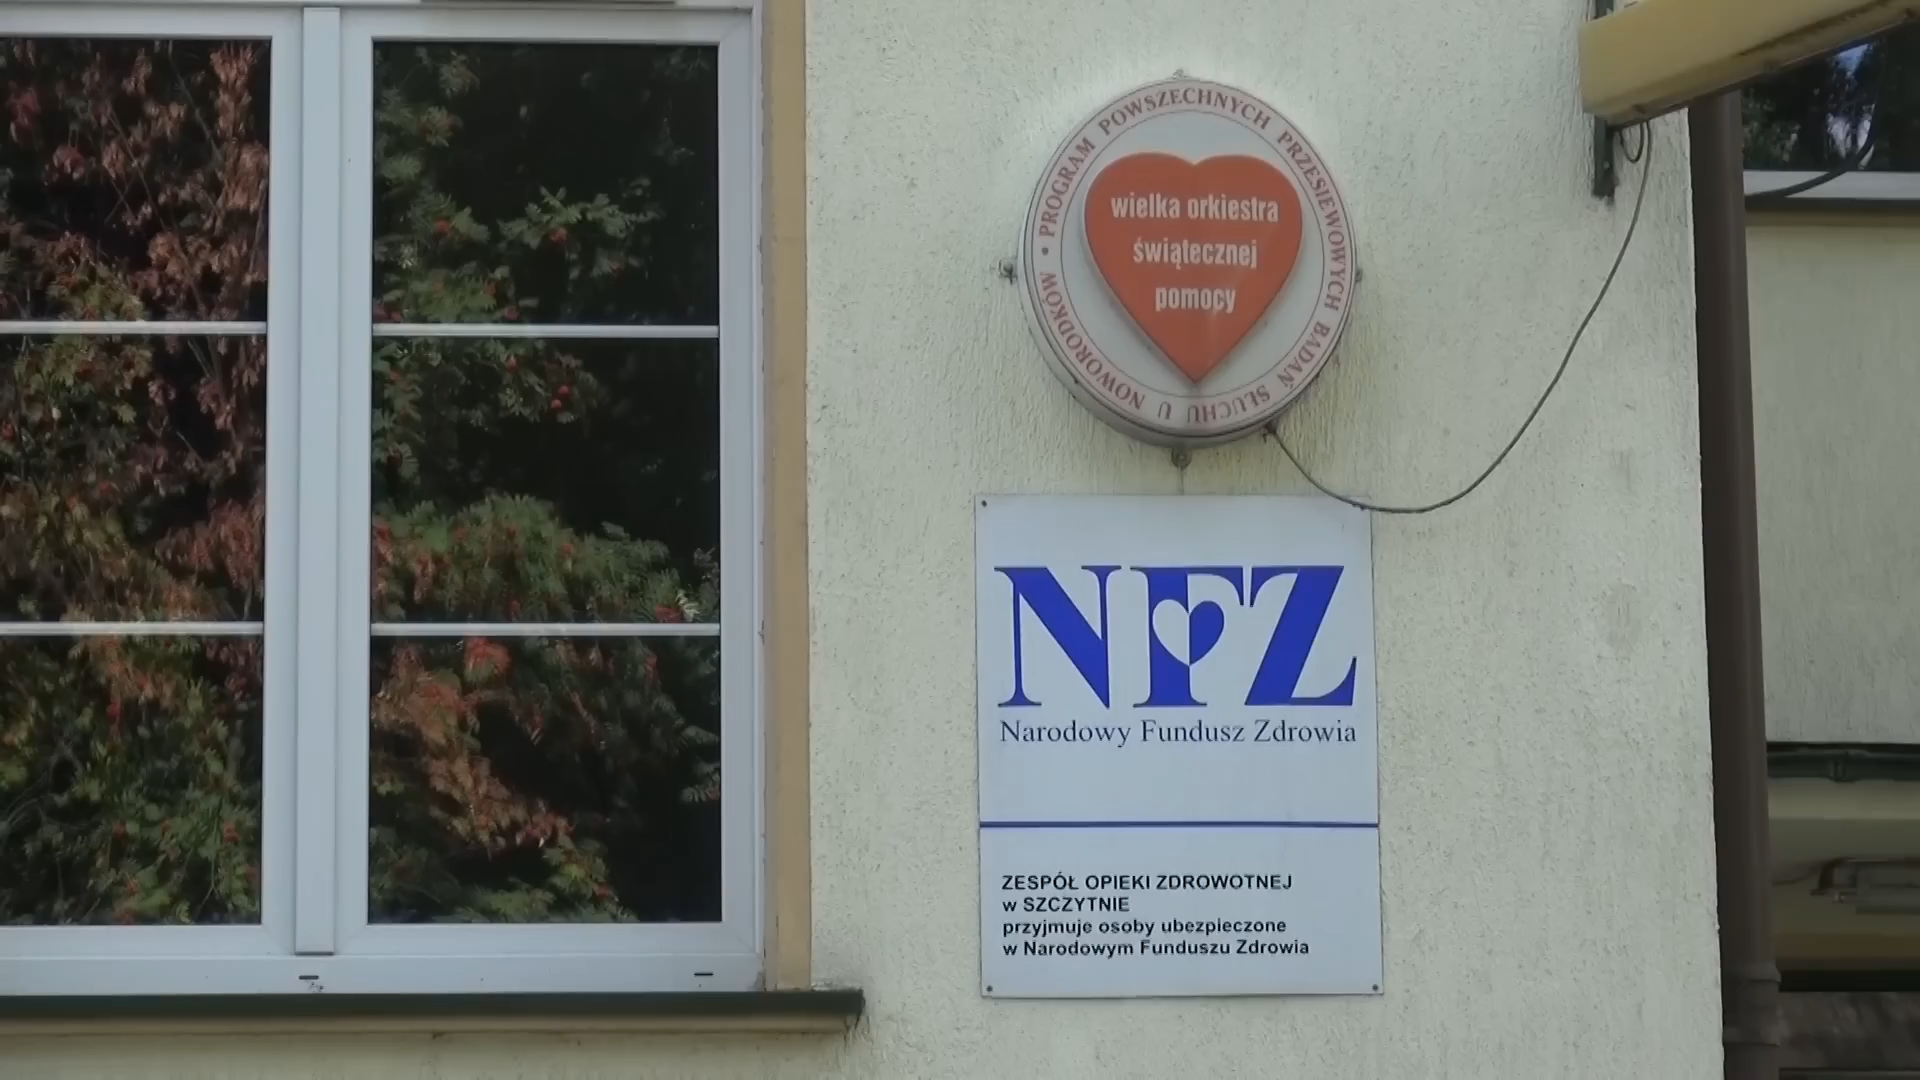 • PROGRAM POWSZECHNYCH PRZESIEWOWYCH BADAŃ SŁUCHU U NOWORODKÓW
wielka orkiestra
świątecznej
pomocy
NFZ
Narodowy Fundusz Zdrowia
ZESPÓŁ OPIEKI ZDROWOTNEJ
w SZCZYTNIE
przyjmuje osoby ubezpieczone
w Narodowym Funduszu Zdrowia